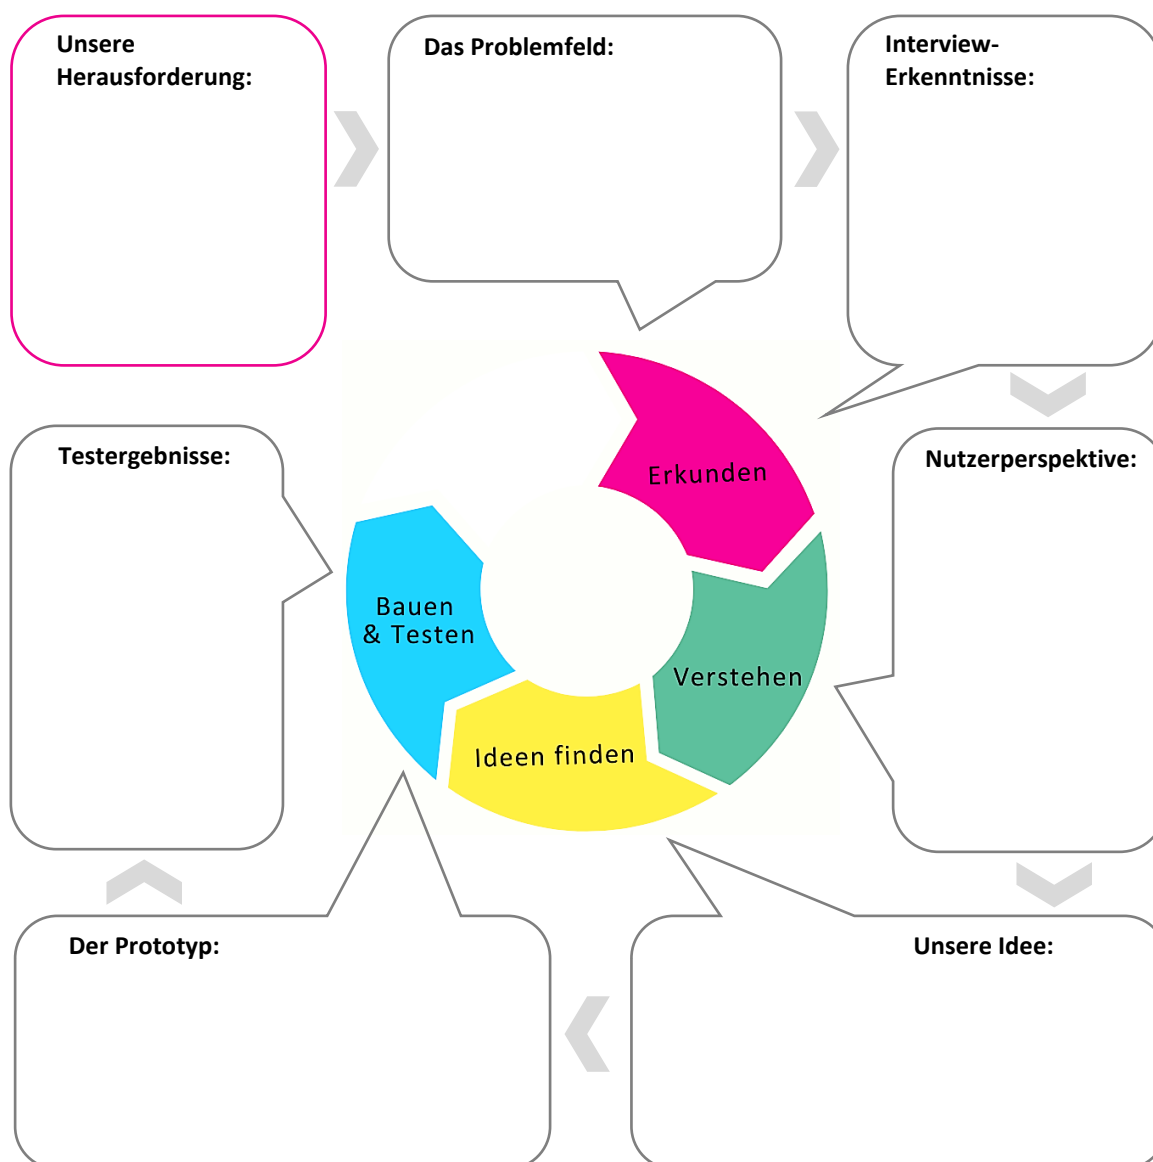 Unsere
Herausforderung:
Das Problemfeld:
Interview-
Erkenntnisse:
Testergebnisse:
Nutzerperspektive:
Erkunden
Bauen
& Testen
Verstehen
Ideen finden
Der Prototyp:
Unsere Idee: